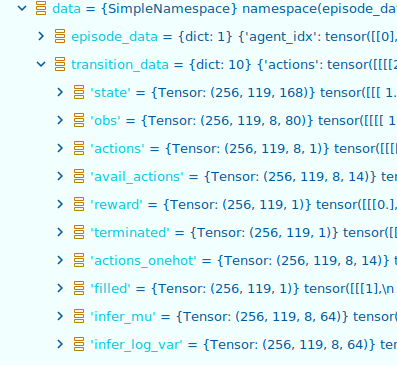 data = {SimpleNamespace} namespace(episode_da
episode_data = {dict: 1} {'agent_idx': tensor([[0],
transition_data = {dict: 10} {'actions': tensor([[[[2
'state' = {Tensor: (256, 119, 168)} tensor([[[ 1.
'obs' = {Tensor: (256, 119, 8, 80)} tensor([[[[ 1
'actions' = {Tensor: (256, 119, 8, 1)} tensor([[[[
'avail_actions' = {Tensor: (256, 119, 8, 14)} ter
'reward' = {Tensor: (256, 119, 1)} tensor([[[0.],
'terminated' = {Tensor: (256, 119, 1)} tensor([[
'actions_onehot' = {Tensor: (256, 119, 8, 14)} t
'filled' = {Tensor: (256, 119, 1)} tensor([[[1],\n
'infer_mu' = {Tensor: (256, 119, 8, 64)} tensor(
'infer_log_var' = {Tensor: (256, 119, 8, 64)} te